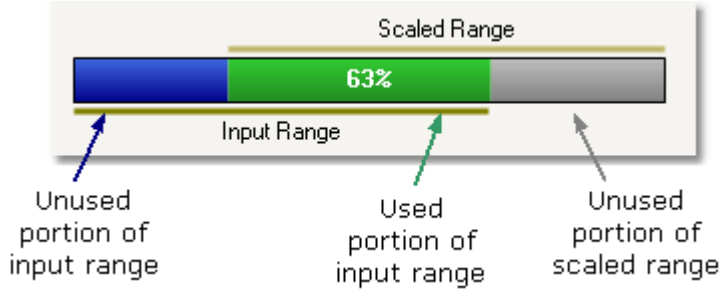 Scaled Range
63%
Input Range
Unused
portion of
input range
Used
portion of
input range
Unused
portion of
scaled range